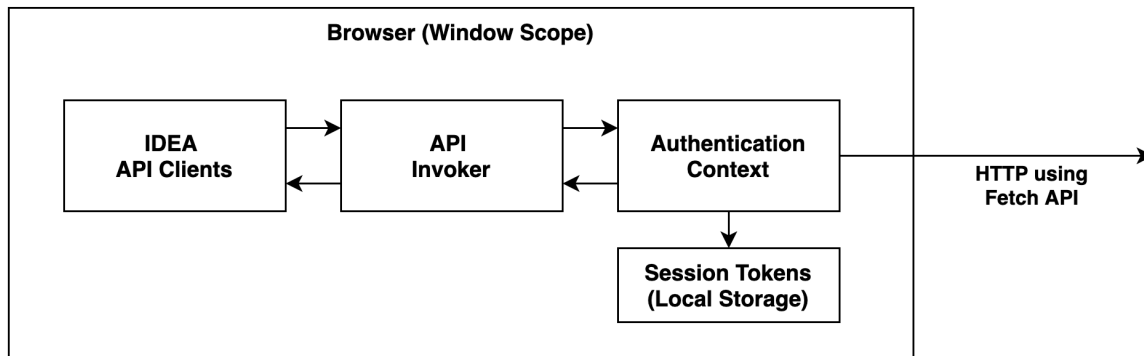 Browser (Window Scope)
IDEA
API Clients
API
Invoker
Authentication
Context
HTTP using
Fetch API
Session Tokens
(Local Storage)